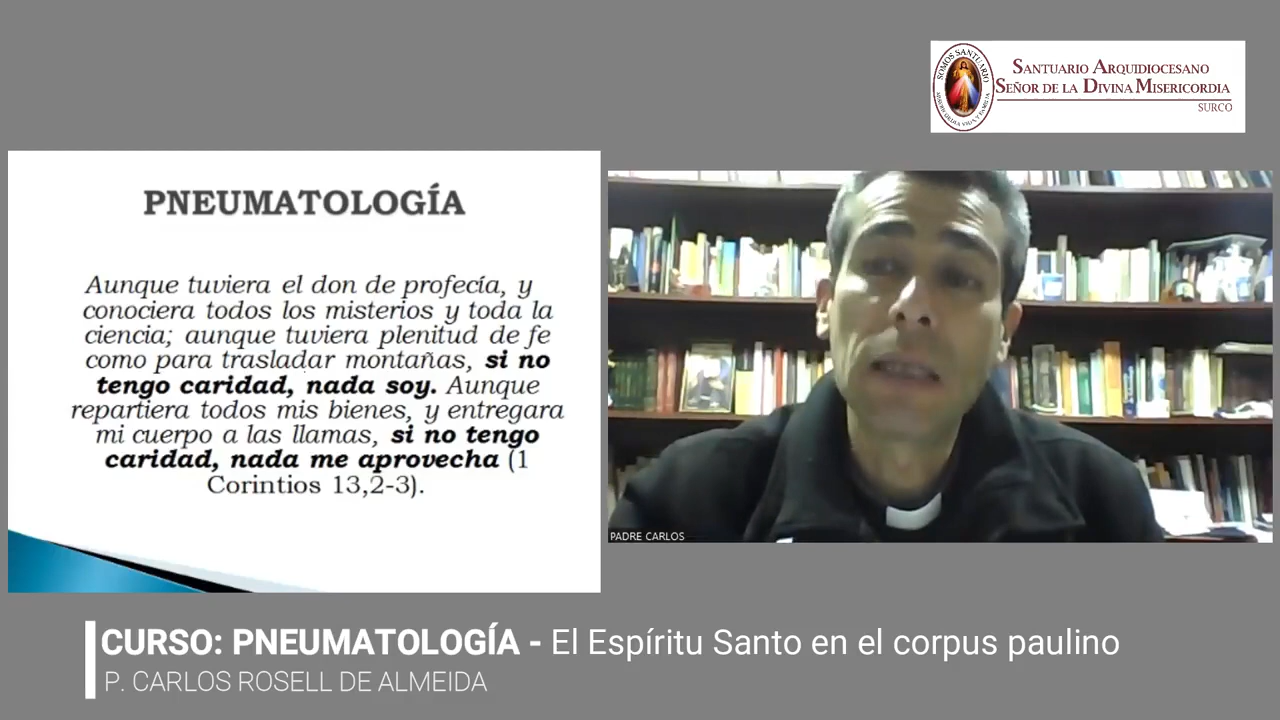 SOMOS SANTUARIO
SANTUARIO ARQUIDIOCESANO
SEÑOR DE LA DIVINA MISERICORDIA
SURCO
PNEUMATOLOGÍA
Aunque tuviera el don de profecía, y
conociera todos los misterios y toda la
ciencia; aunque tuviera plenitud de fe
como para trasladar montañas, si no
tengo caridad, nada soy. Aunque
repartiera todos mis bienes, y entregara
mi cuerpo a las llamas, si no tengo
caridad, nada me aprovecha (1
Corintios 13,2-3).
PADRE CARLOS
CURSO: PNEUMATOLOGÍA - El Espíritu Santo en el corpus paulino
P. CARLOS ROSELL DE ALMEIDA